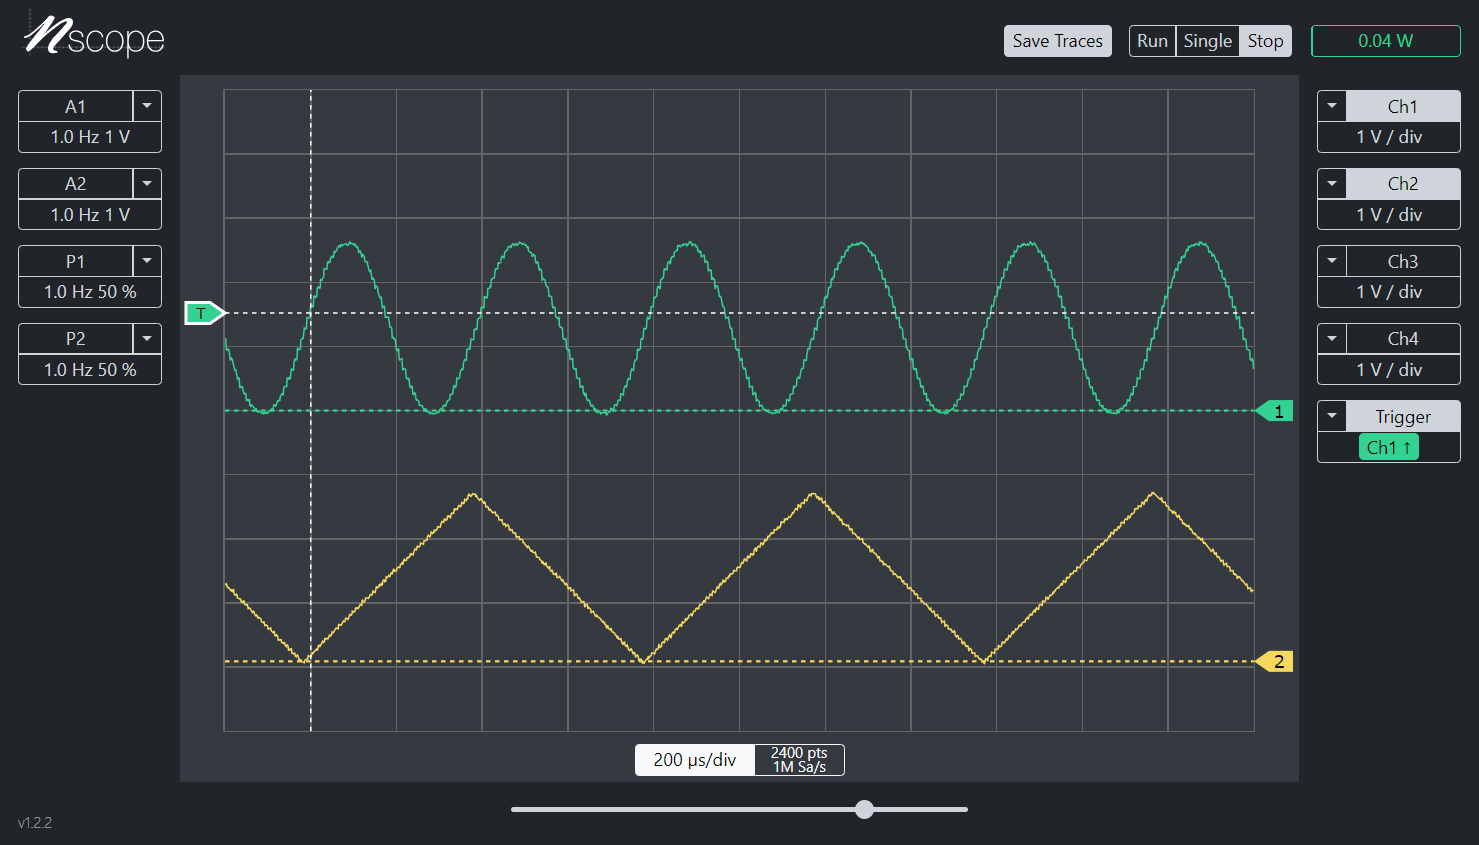 nscope
Save Traces
Run Single Stop
0.04 W
A1
1.0 Hz 1 V
A2
1.0 Hz 1 V
P1
1.0 Hz 50 %
P2
1.0 Hz 50 %
T
1
2
Ch1
1 V / div
Ch2
1 V / div
Ch3
1 V / div
Ch4
1 V / div
Trigger
Ch1 ↑
200 µs/div
2400 pts
1M Sa/s
v1.2.2